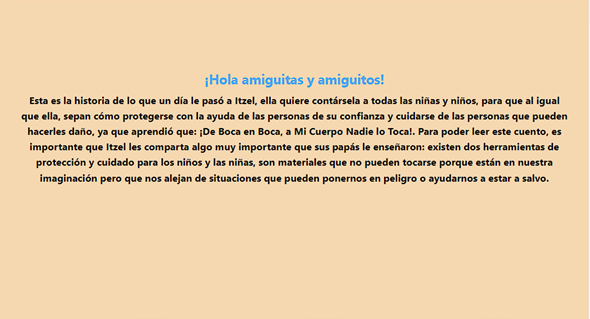 ¡Hola amiguitas y amiguitos!
Esta es la historia de lo que un día le pasó a Itzel, ella quiere contársela a todas las niñas y niños, para que al igual
que ella, sepan cómo protegerse con la ayuda de las personas de su confianza y cuidarse de las personas que pueden
hacerles daño, ya que aprendió que: ¡De Boca en Boca, a Mi Cuerpo Nadie lo Toca!. Para poder leer este cuento, es
importante que Itzel les comparta algo muy importante que sus papás le enseñaron: existen dos herramientas de
protección y cuidado para los niños y las niñas, son materiales que no pueden tocarse porque están en nuestra
imaginación pero que nos alejan de situaciones que pueden ponernos en peligro o ayudarnos a estar a salvo.